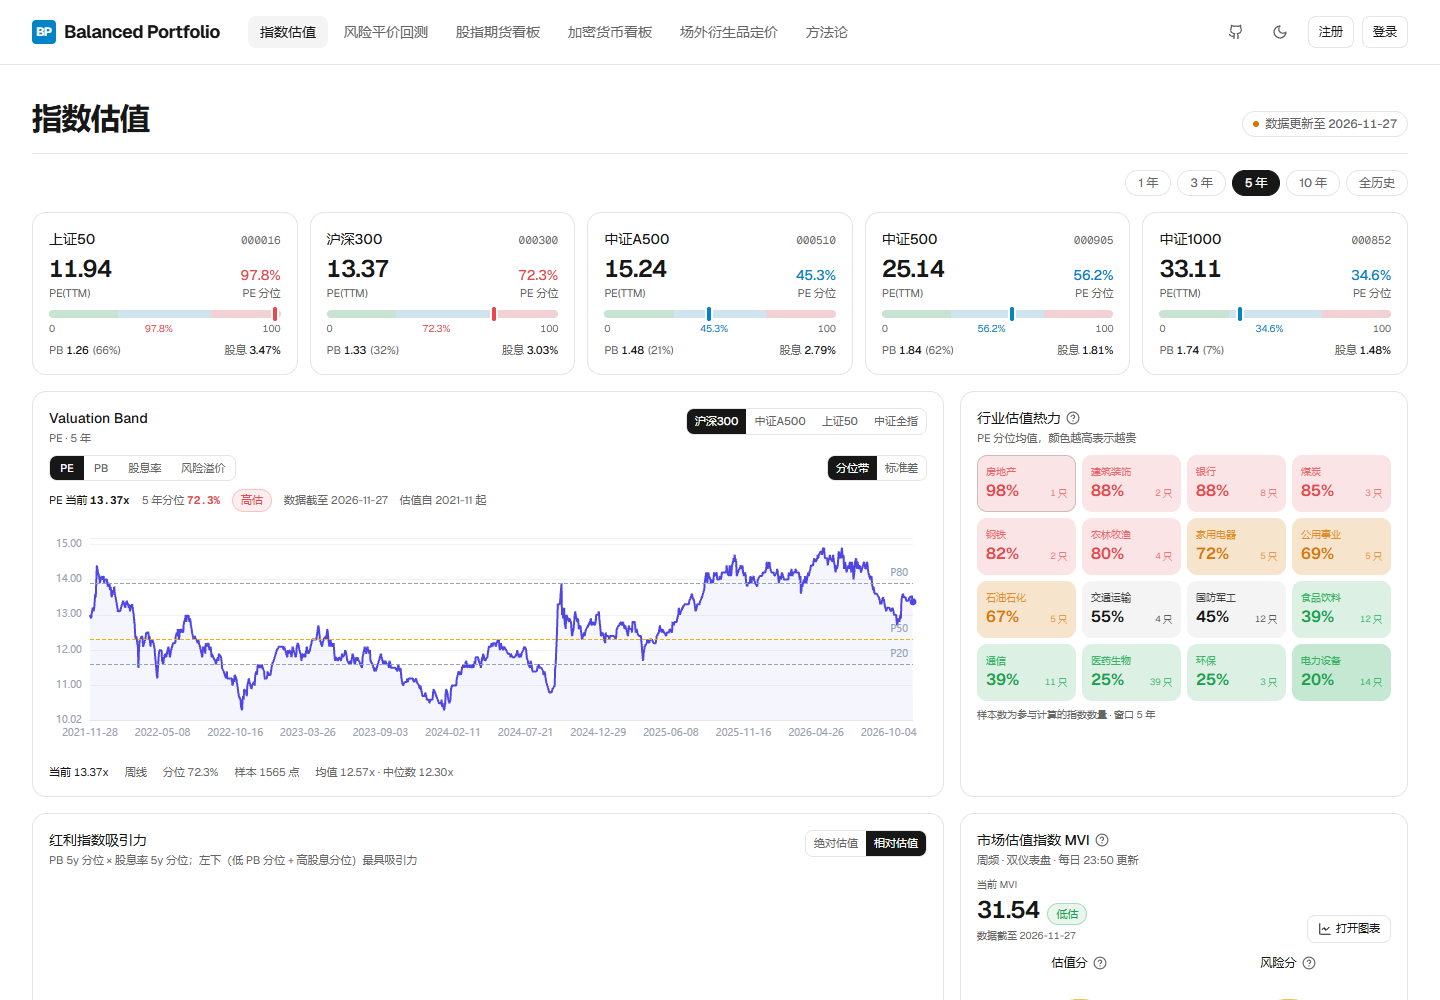 BP Balanced Portfolio 指数估值 风险平价回测 股指期货看板 加密货币看板 场外衍生品定价 方法论 注册 登录
指数估值
数据更新至 2026-11-27
1 年 3 年 5 年 10 年 全历史
上证50 000016
11.94 97.8%
PE(TTM) PE 分位
0 97.8% 100
PB 1.26 (66%) 股息 3.47%
沪深300 000300
13.37 72.3%
PE(TTM) PE 分位
0 72.3% 100
PB 1.33 (32%) 股息 3.03%
中证A500 000510
15.24 45.3%
PE(TTM) PE 分位
0 45.3% 100
PB 1.48 (21%) 股息 2.79%
中证500 000905
25.14 56.2%
PE(TTM) PE 分位
0 56.2% 100
PB 1.84 (62%) 股息 1.81%
中证1000 000852
33.11 34.6%
PE(TTM) PE 分位
0 34.6% 100
PB 1.74 (7%) 股息 1.48%
Valuation Band
PE · 5 年
沪深300 中证A500 上证50 中证全指
PE PB 股息率 风险溢价
分位带 标准差
PE 当前 13.37x 5 年分位 72.3% 高估 数据截至 2026-11-27 估值自 2021-11 起
15.00
14.00
13.00
12.00
11.00
10.02
P80
P50
P20
2021-11-28 2022-05-08 2022-10-16 2023-03-26 2023-09-03 2024-02-11 2024-07-21 2024-12-29 2025-06-08 2025-11-16 2026-04-26 2026-10-04
当前 13.37x 周线 分位 72.3% 样本 1565 点 均值 12.57x · 中位数 12.30x
行业估值热力
PE 分位均值，颜色越高表示越贵
房地产 98% 1 只
建筑装饰 88% 2 只
银行 88% 8 只
煤炭 85% 3 只
钢铁 82% 2 只
农林牧渔 80% 4 只
家用电器 72% 5 只
公用事业 69% 5 只
石油石化 67% 5 只
交通运输 55% 4 只
国防军工 45% 12 只
食品饮料 39% 12 只
通信 39% 11 只
医药生物 25% 39 只
环保 25% 3 只
电力设备 20% 14 只
样本数为参与计算的指数数量 · 窗口 5 年
红利指数吸引力
PB 5y 分位 × 股息率 5y 分位；左下（低 PB 分位 + 高股息分位）最具吸引力
绝对估值 相对估值
市场估值指数 MVI
周频 · 双仪表盘 · 每日 23:50 更新
当前 MVI
31.54 低估
数据截至 2026-11-27
打开图表
估值分 风险分